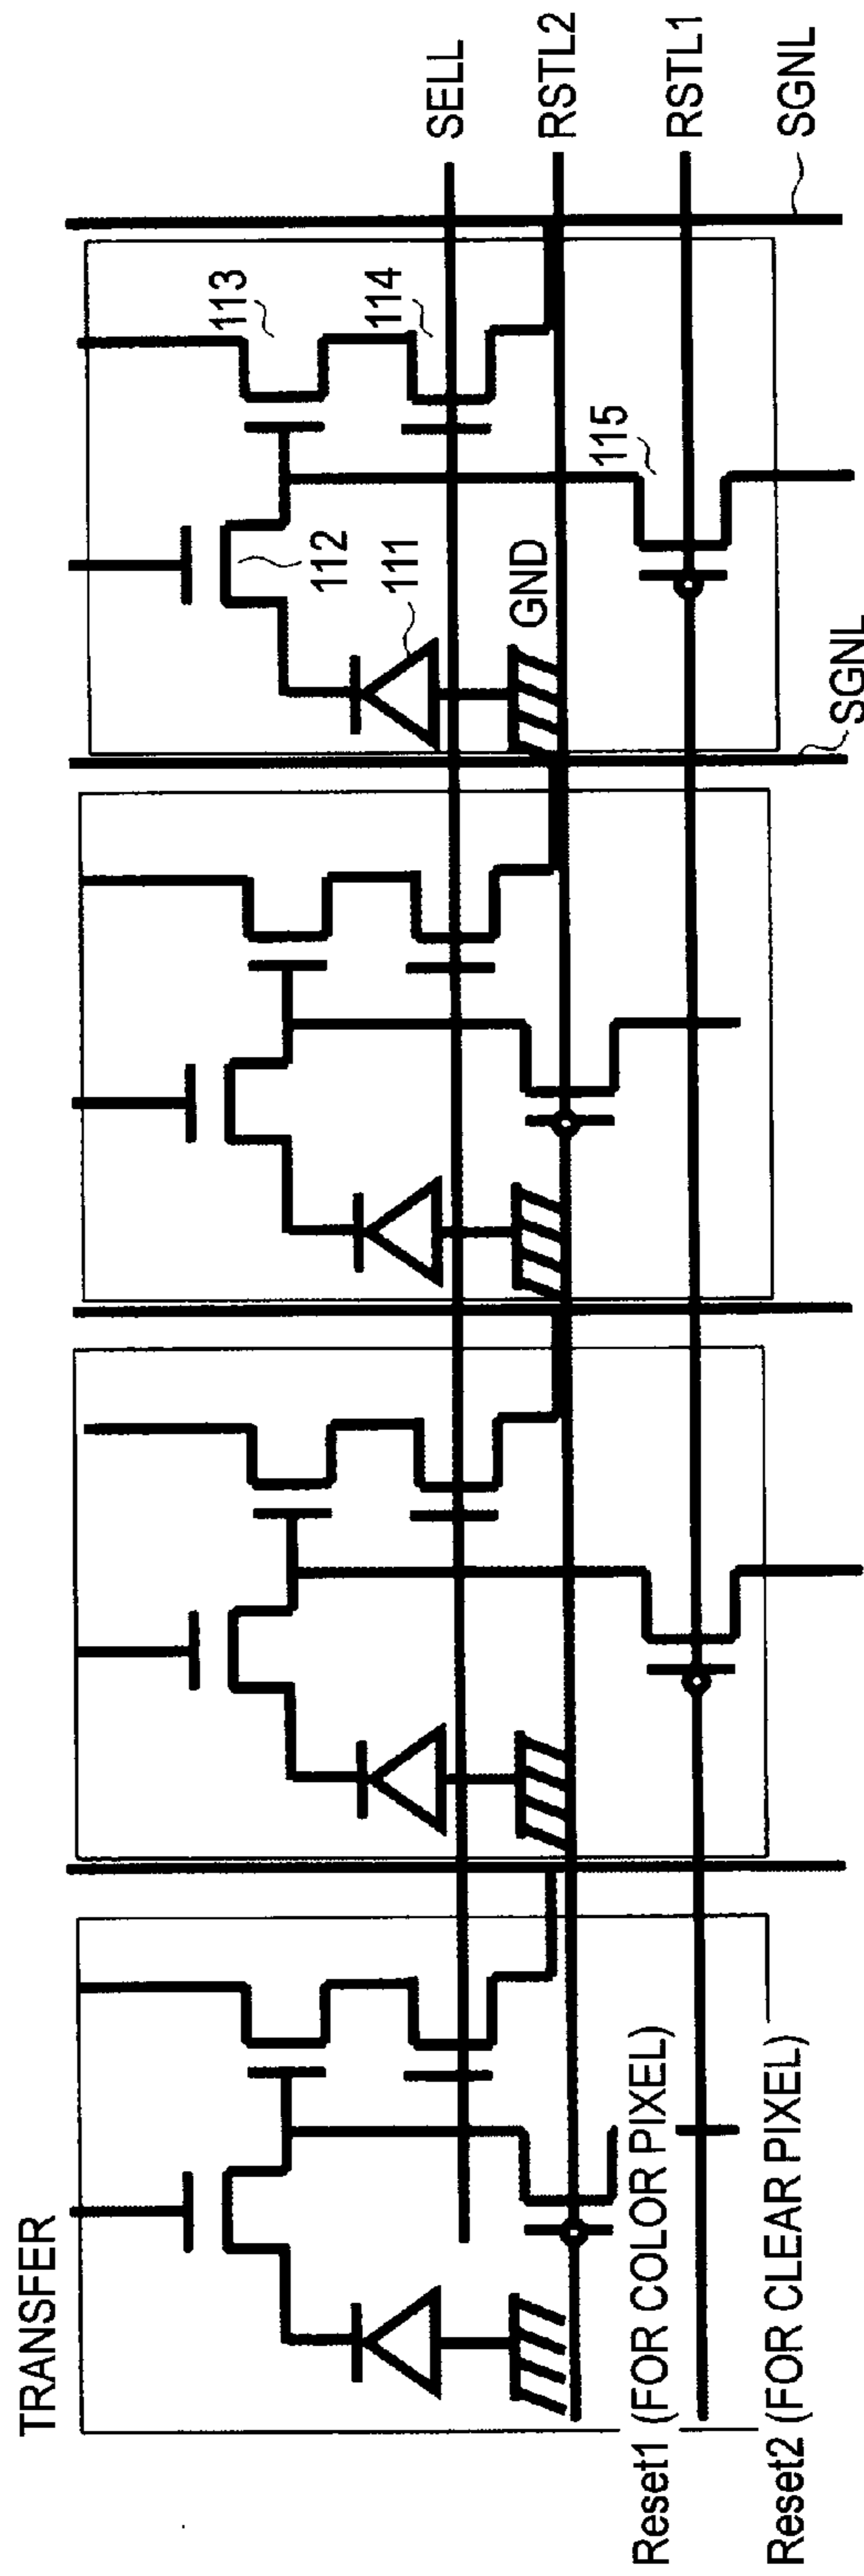 TRANSFER
Reset1 (FOR COLOR PIXEL)
Reset2 (FOR CLEAR PIXEL)
111
112
GND
113
114
115
SGNL
SELL
RSTL2
RSTL1
SGNL